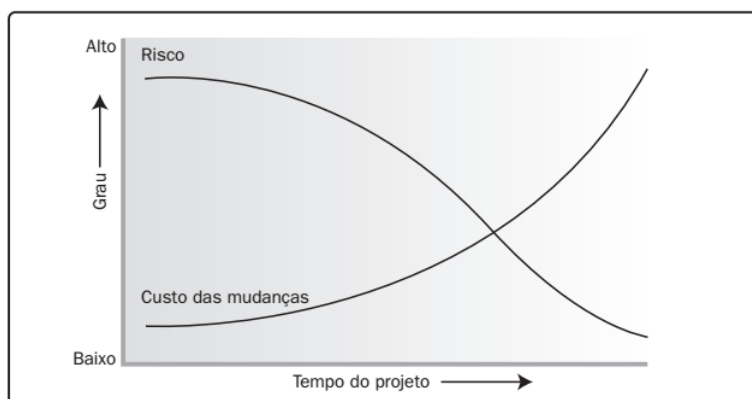 Alto
Risco
Grau
Custo das mudanças
Baixo
Tempo do projeto